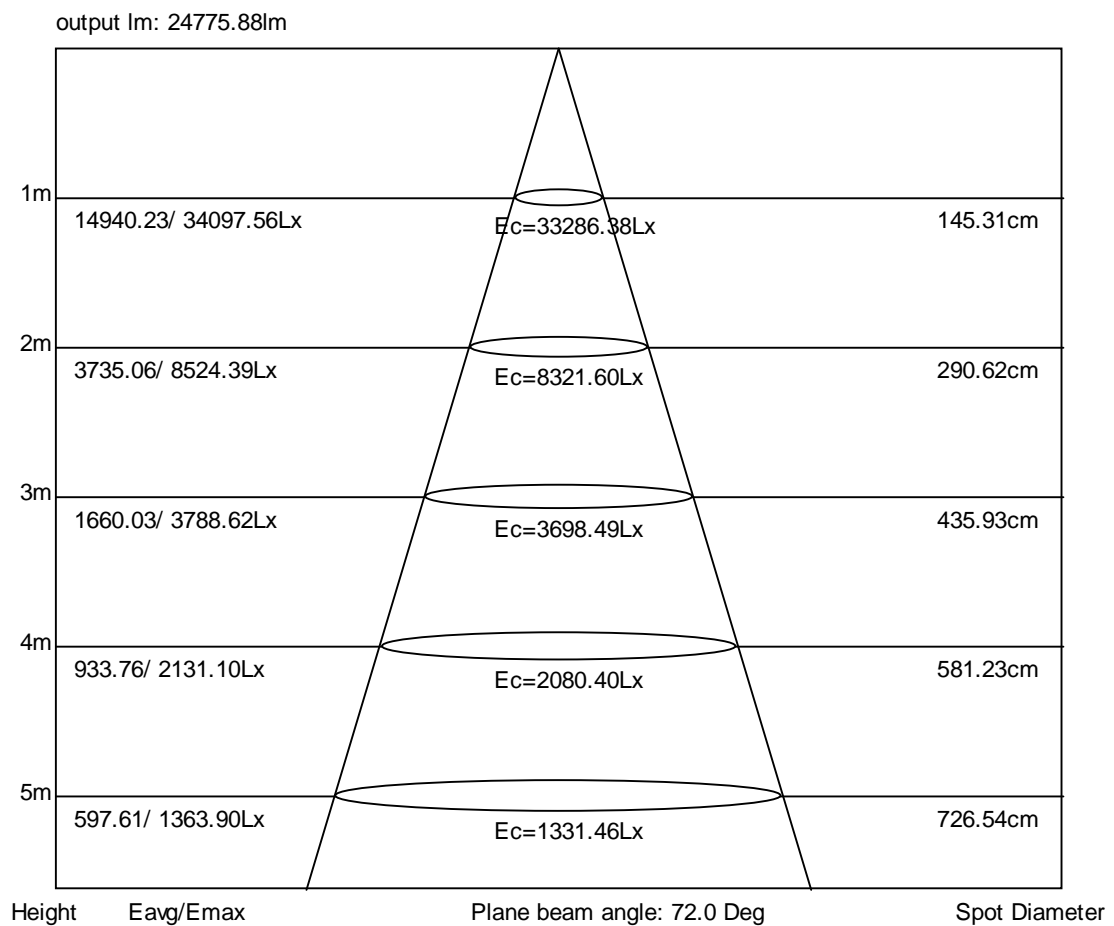 output lm: 24775.88lm
1m
14940.23/ 34097.56Lx
Ec=33286.38Lx
145.31cm
2m
3735.06/ 8524.39Lx
Ec=8321.60Lx
290.62cm
3m
1660.03/ 3788.62Lx
Ec=3698.49Lx
435.93cm
4m
933.76/ 2131.10Lx
Ec=2080.40Lx
581.23cm
5m
597.61/ 1363.90Lx
Ec=1331.46Lx
726.54cm
Height Eavg/Emax Plane beam angle: 72.0 Deg Spot Diameter